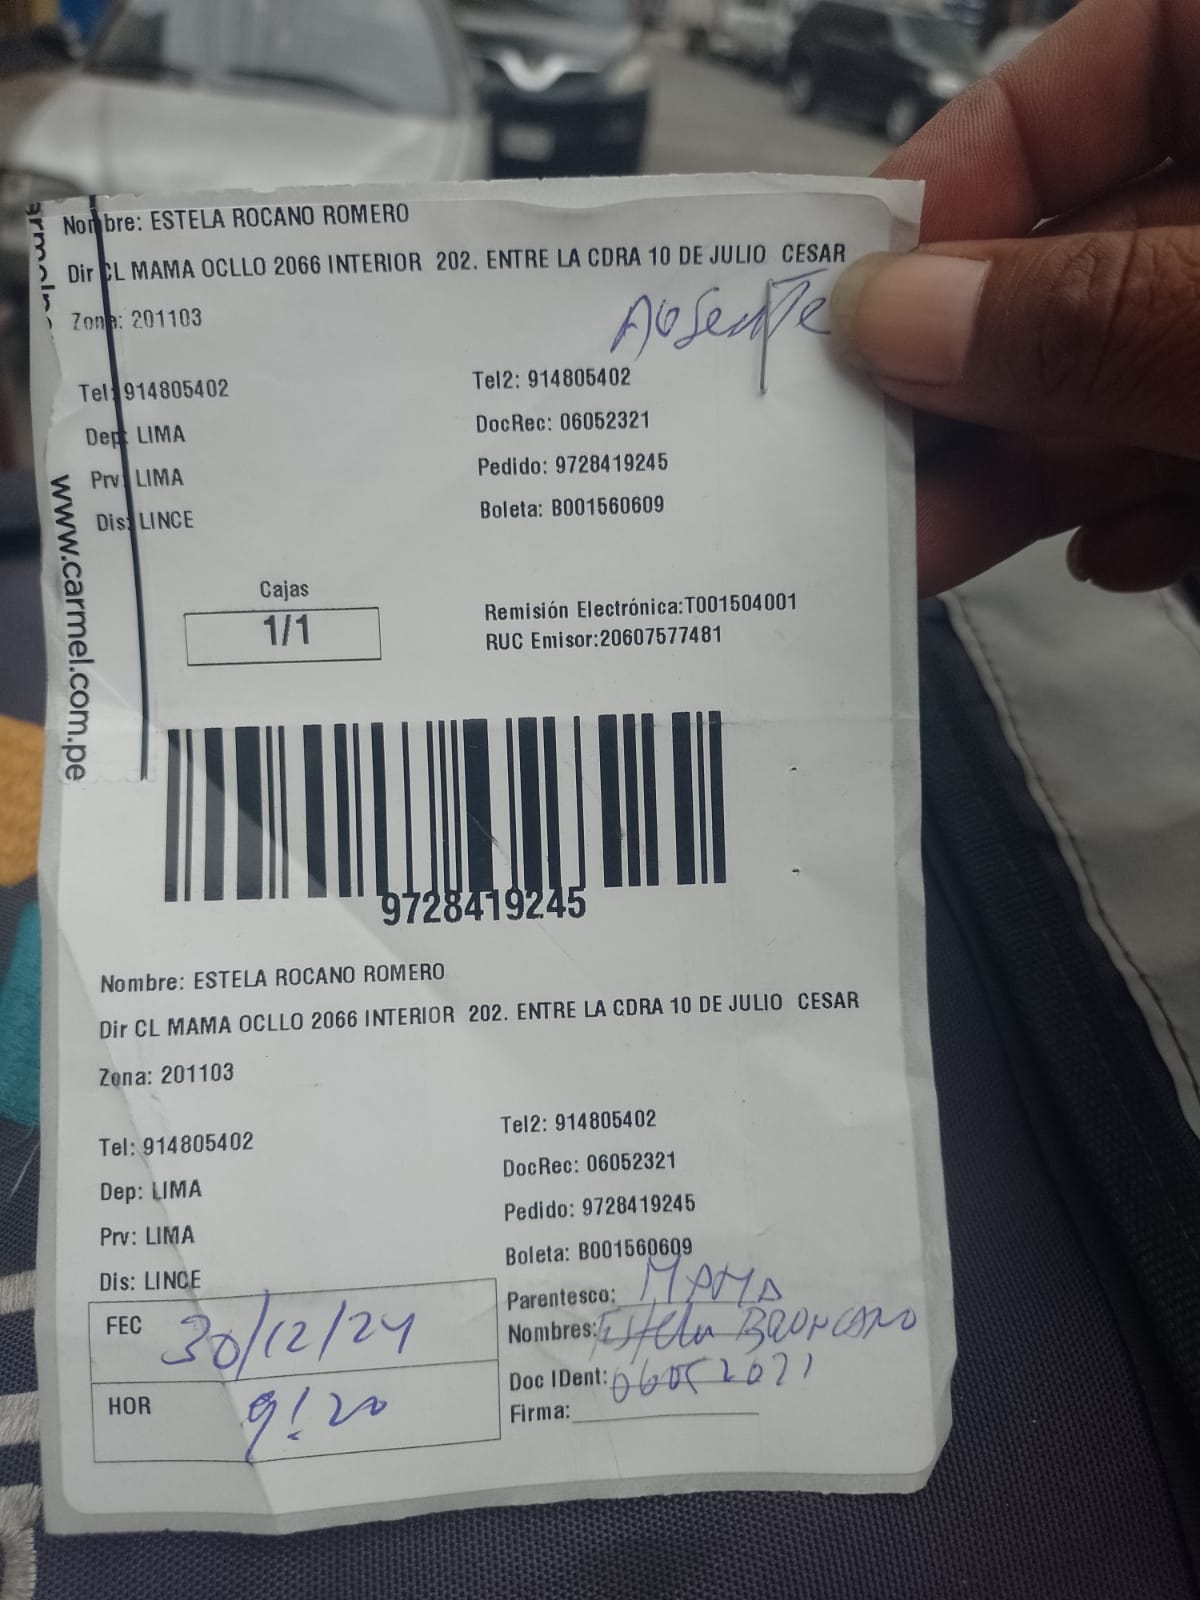 Nombre: ESTELA ROCANO ROMERO
Dir CL MAMA OCLLO 2066 INTERIOR 202. ENTRE LA CDRA 10 DE JULIO CESAR
Zona: 201103
Ausente
Tel: 914805402
Tel2: 914805402
Dep: LIMA
DocRec: 06052321
Prv: LIMA
Pedido: 9728419245
Dis: LINCE
Boleta: B001560609
www.carmel.com.pe
Cajas
1/1
Remisión Electrónica:T001504001
RUC Emisor:20607577481
9728419245
Nombre: ESTELA ROCANO ROMERO
Dir CL MAMA OCLLO 2066 INTERIOR 202. ENTRE LA CDRA 10 DE JULIO CESAR
Zona: 201103
Tel: 914805402
Tel2: 914805402
Dep: LIMA
DocRec: 06052321
Prv: LIMA
Pedido: 9728419245
Dis: LINCE
Boleta: B001560609
FEC 30/12/24
Parentesco: MAMA
Nombres: Estela BRONCANO
HOR 9:20
Doc IDent:
Firma: